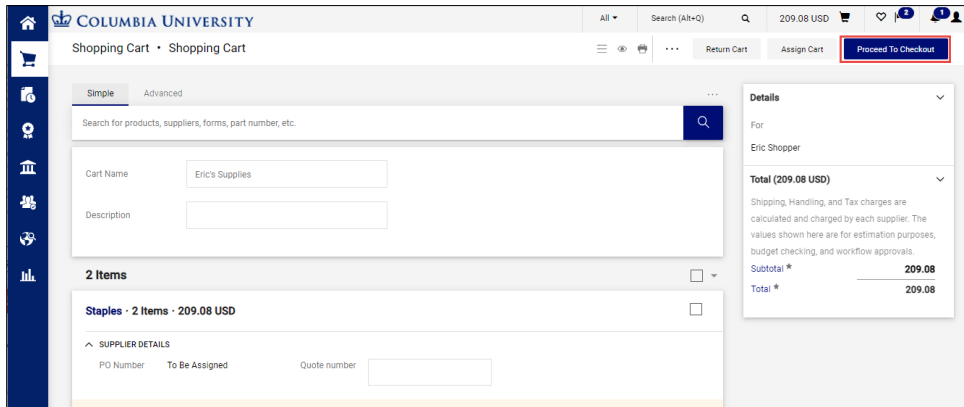 COLUMBIA UNIVERSITY
All
Search (Alt+Q)
209.08 USD
2
1
Shopping Cart • Shopping Cart
...
Return Cart
Assign Cart
Proceed To Checkout
Simple
Advanced
...
Search for products, suppliers, forms, part number, etc.
Cart Name
Eric's Supplies
Description
2 Items
Staples · 2 Items · 209.08 USD
SUPPLIER DETAILS
PO Number
To Be Assigned
Quote number
Details
For
Eric Shopper
Total (209.08 USD)
Shipping, Handling, and Tax charges are
calculated and charged by each supplier. The
values shown here are for estimation purposes,
budget checking, and workflow approvals.
Subtotal *
209.08
Total *
209.08